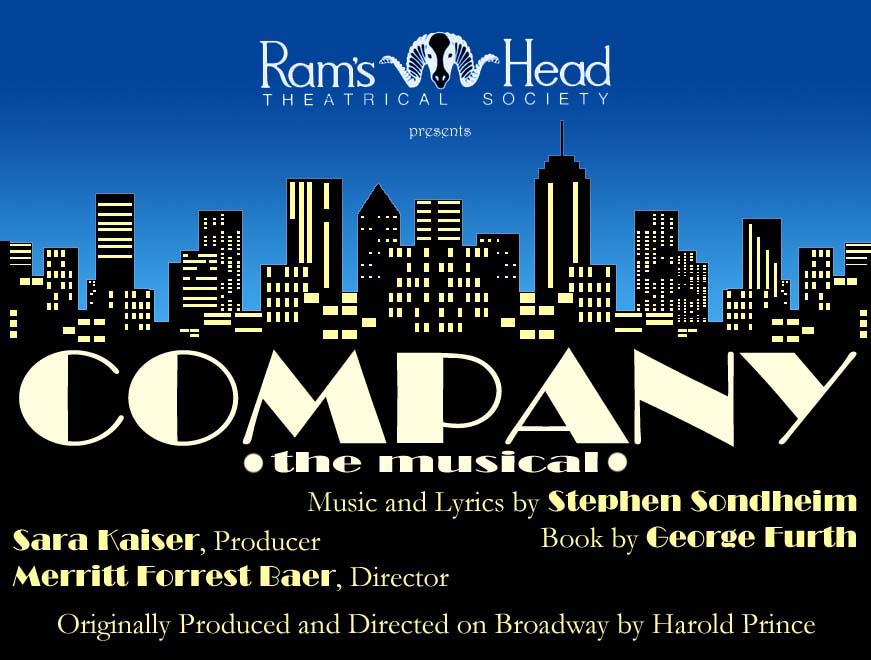 Ram's Head
THEATRICAL SOCIETY
presents
COMPANY
• the musical •
Music and Lyrics by Stephen Sondheim
Book by George Furth
Sara Kaiser, Producer
Merritt Forrest Baer, Director
Originally Produced and Directed on Broadway by Harold Prince